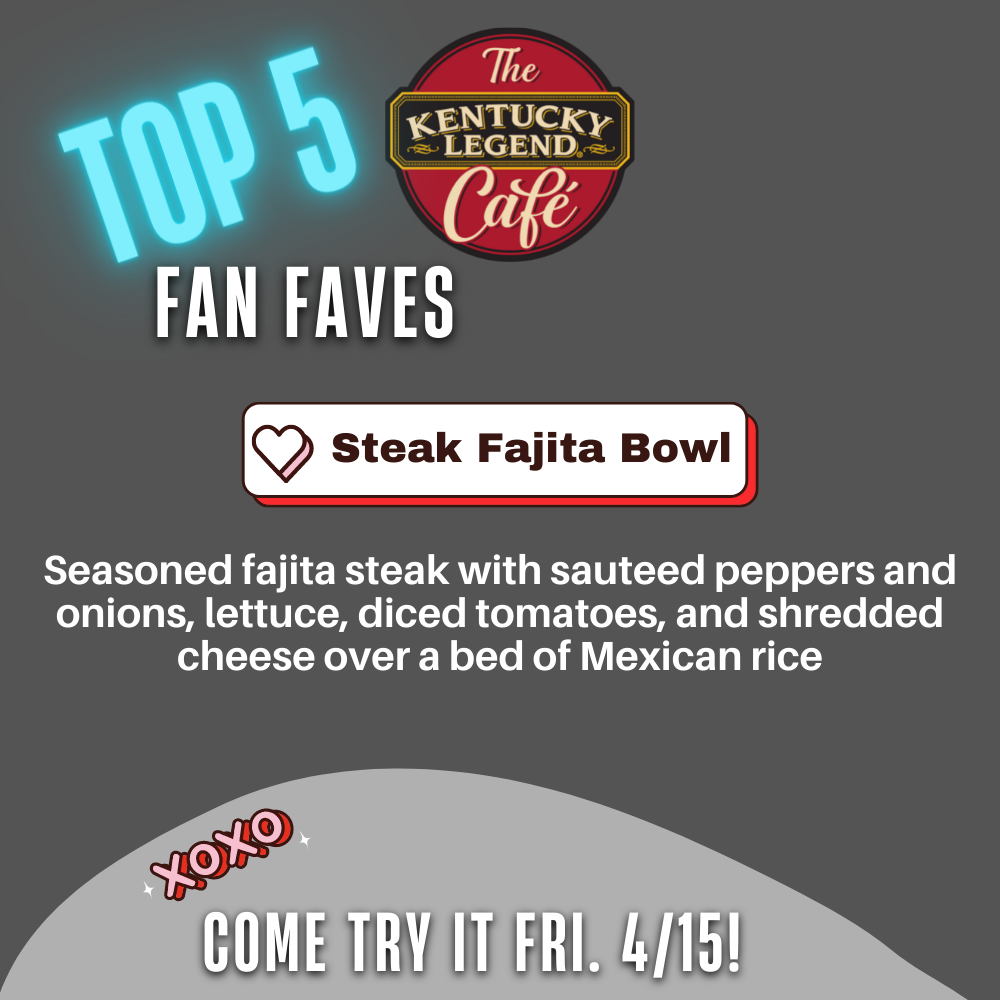 TOP 5
The
KENTUCKY
LEGEND®
Café
FAN FAVES
Steak Fajita Bowl
Seasoned fajita steak with sauteed peppers and
onions, lettuce, diced tomatoes, and shredded
cheese over a bed of Mexican rice
XOXO
COME TRY IT FRI. 4/15!